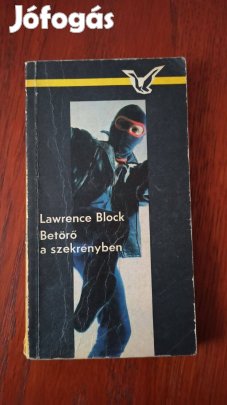 Jófogás
Lawrence Block
Betörő
a szekrényben